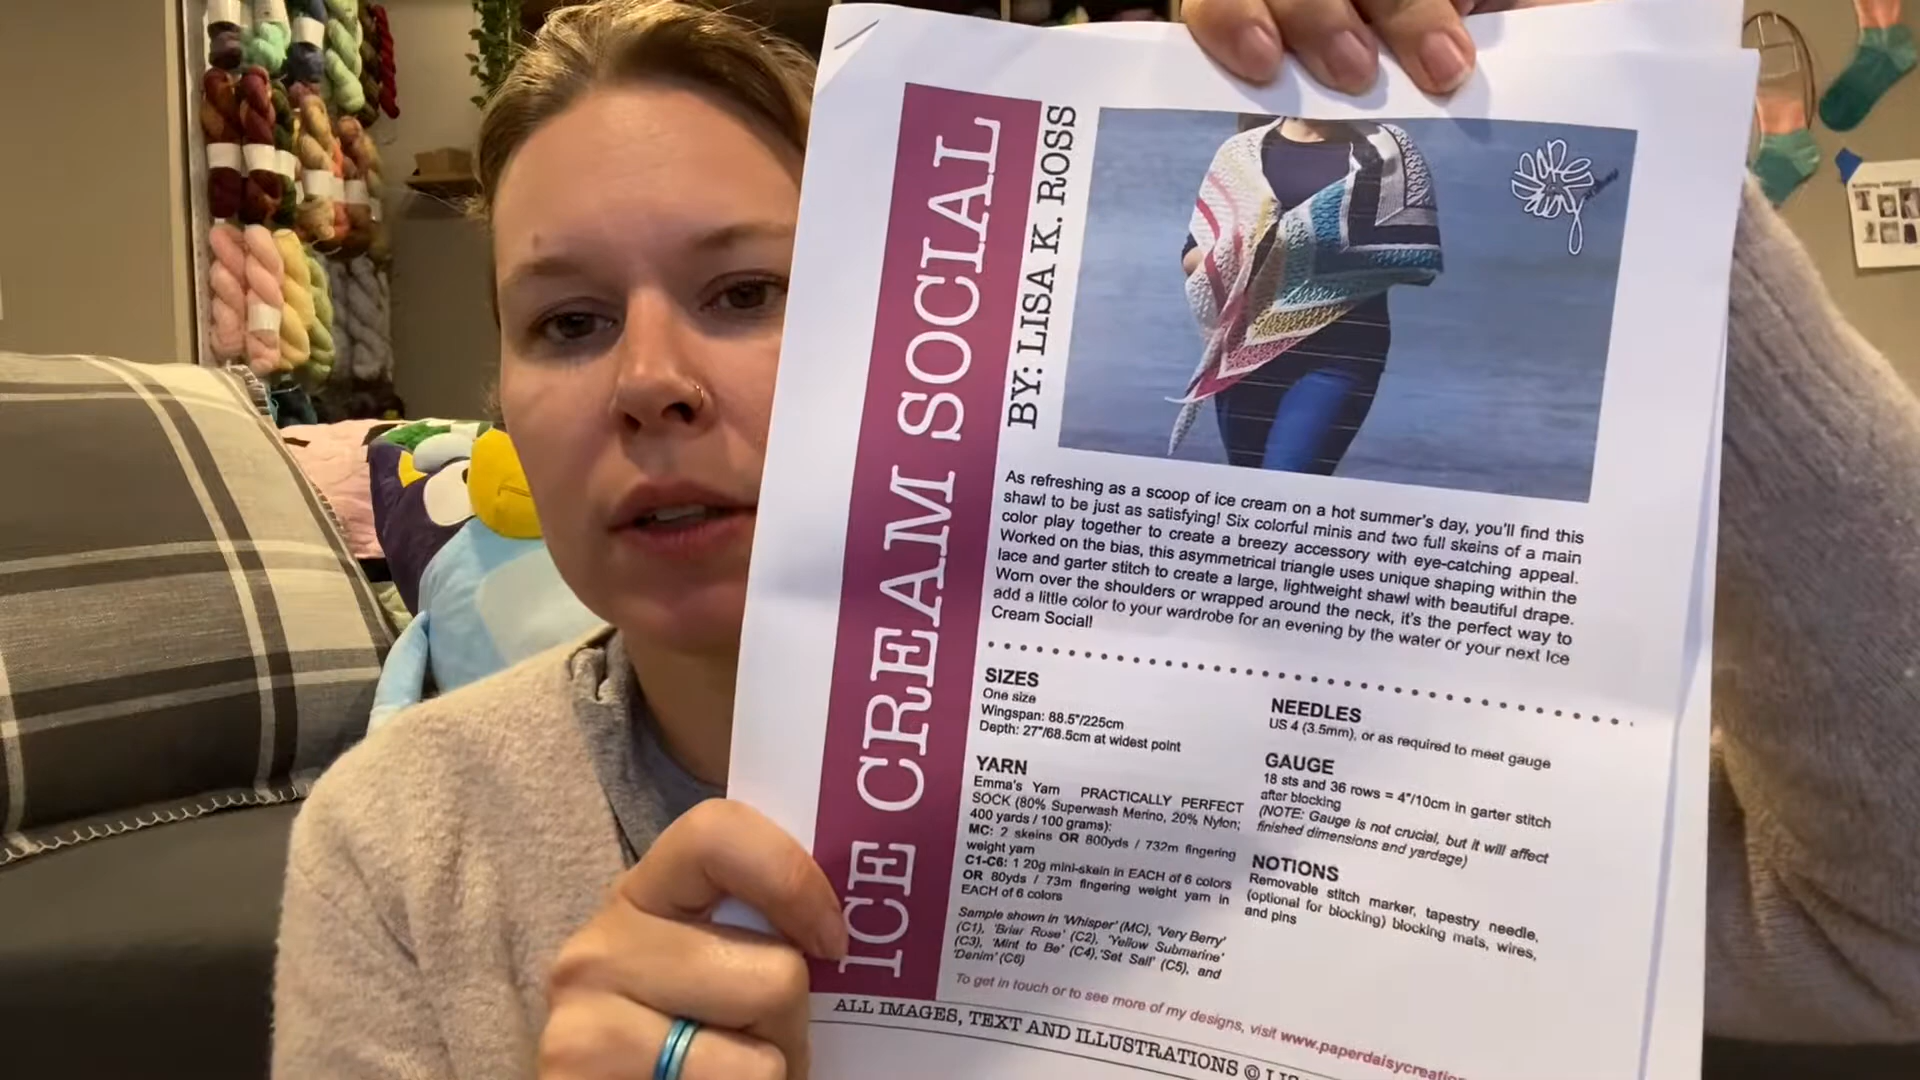 ICE CREAM SOCIAL
BY: LISA K. ROSS
As refreshing as a scoop of ice cream on a hot summer's day, you'll find this
shawl to be just as satisfying! Six colorful minis and two full skeins of a main
color play together to create a breezy accessory with eye-catching appeal.
Worked on the bias, this asymmetrical triangle uses unique shaping within the
lace and garter stitch to create a large, lightweight shawl with beautiful drape.
Worn over the shoulders or wrapped around the neck, it's the perfect way to
add a little color to your wardrobe for an evening by the water or your next Ice
Cream Social!
SIZES
One size
Wingspan: 88.5"/225cm
Depth: 27"/68.5cm at widest point
YARN
Emma's Yarn PRACTICALLY PERFECT
SOCK (80% Superwash Merino, 20% Nylon;
400 yards / 100 grams):
MC: 2 skeins OR 800yds / 732m fingering
weight yarn
C1-C6: 1 20g mini-skein in EACH of 6 colors
OR 80yds / 73m fingering weight yarn in
EACH of 6 colors
Sample shown in 'Whisper' (MC), 'Very Berry'
(C1), 'Briar Rose' (C2), 'Yellow Submarine'
(C3), 'Mint to Be' (C4), 'Set Sail' (C5), and
'Denim' (C6)
NEEDLES
US 4 (3.5mm), or as required to meet gauge
GAUGE
18 sts and 36 rows = 4"/10cm in garter stitch
after blocking
(NOTE: Gauge is not crucial, but it will affect
finished dimensions and yardage)
NOTIONS
Removable stitch marker, tapestry needle,
(optional for blocking) blocking mats, wires,
and pins
To get in touch or to see more of my designs, visit www.paperdaisycreatio
ALL IMAGES, TEXT AND ILLUSTRATIONS @ LIS